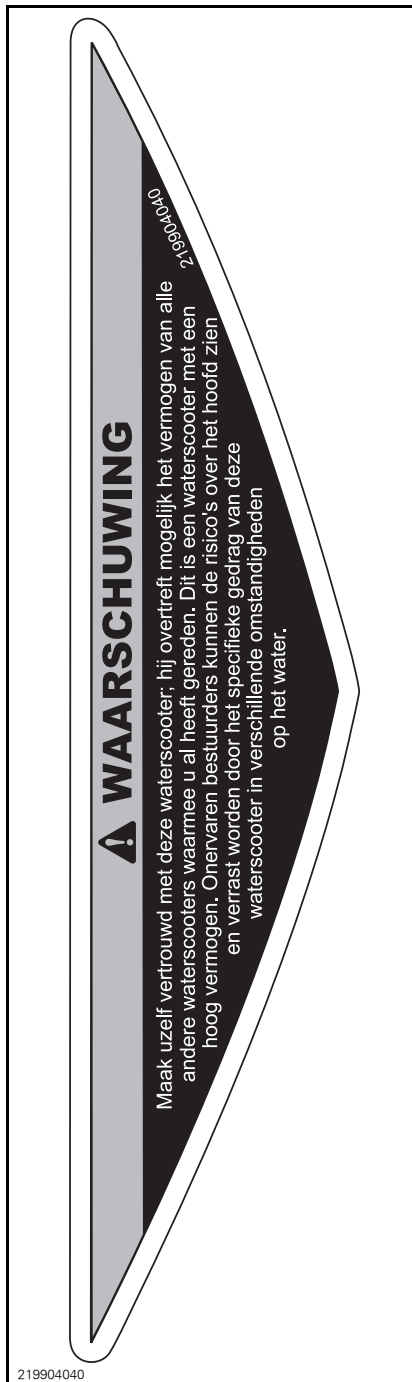 WAARSCHUWING
Maak uzelf vertrouwd met deze waterscooter; hij overtreft mogelijk het vermogen van alle
andere waterscooters waarmee u al heeft gereden. Dit is een waterscooter met een
hoog vermogen. Onervaren bestuurders kunnen de risico's over het hoofd zien
en verrast worden door het specifieke gedrag van deze
waterscooter in verschillende omstandigheden
op het water.
219904040
219904040